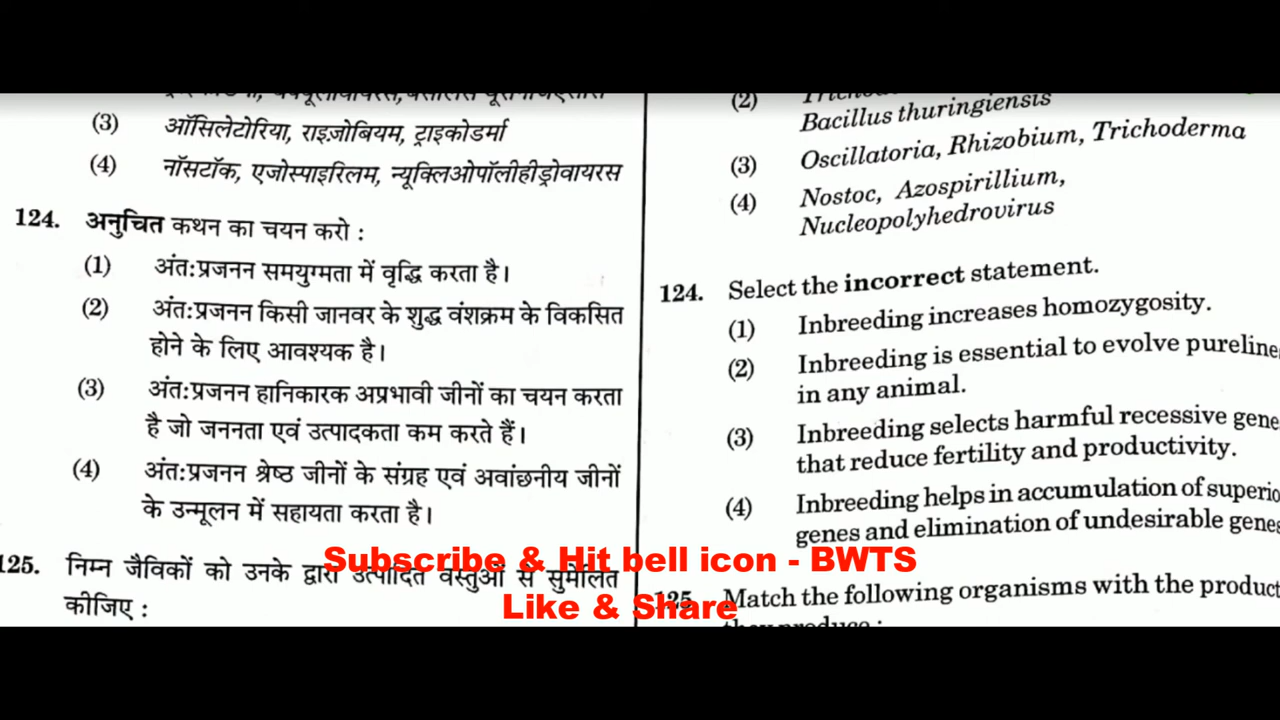 (3) ऑसिलेटोरिया, राइज़ोबियम, ट्राइकोडर्मा
(4) नॉसटॉक, एजोस्पाइरिलम, न्यूक्लिओपॉलीहीड्रोवायरस
124. अनुचित कथन का चयन करो :
(1) अंतःप्रजनन समयुग्मता में वृद्धि करता है।
(2) अंतःप्रजनन किसी जानवर के शुद्ध वंशक्रम के विकसित
होने के लिए आवश्यक है।
(3) अंतःप्रजनन हानिकारक अप्रभावी जीनों का चयन करता
है जो जननता एवं उत्पादकता कम करते हैं।
(4) अंतःप्रजनन श्रेष्ठ जीनों के संग्रह एवं अवांछनीय जीनों
के उन्मूलन में सहायता करता है।
125. निम्न जैविकों को उनके द्वारा उत्पादित वस्तुओं से सुमेलित
कीजिए :
(2)
Bacillus thuringiensis
(3) Oscillatoria, Rhizobium, Trichoderma
(4) Nostoc, Azospirillium,
Nucleopolyhedrovirus
124. Select the incorrect statement.
(1) Inbreeding increases homozygosity.
(2) Inbreeding is essential to evolve pureline
in any animal.
(3) Inbreeding selects harmful recessive gene
that reduce fertility and productivity.
(4) Inbreeding helps in accumulation of superio
genes and elimination of undesirable genes
125. Match the following organisms with the product
they produce :
Subscribe & Hit bell icon - BWTS
Like & Share